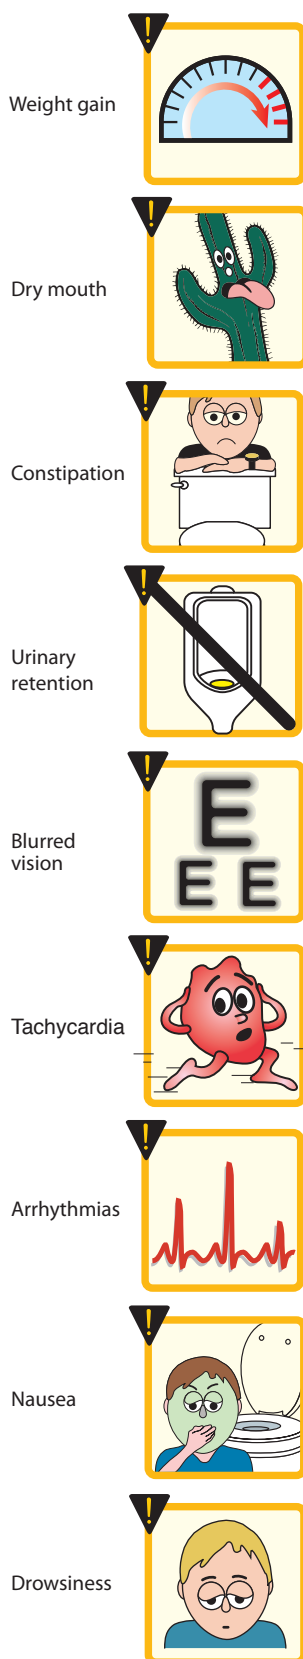 !
Weight gain
!
Dry mouth
!
Constipation
!
Urinary
retention
!
Blurred
vision
E
E E
!
Tachycardia
!
Arrhythmias
!
Nausea
!
Drowsiness